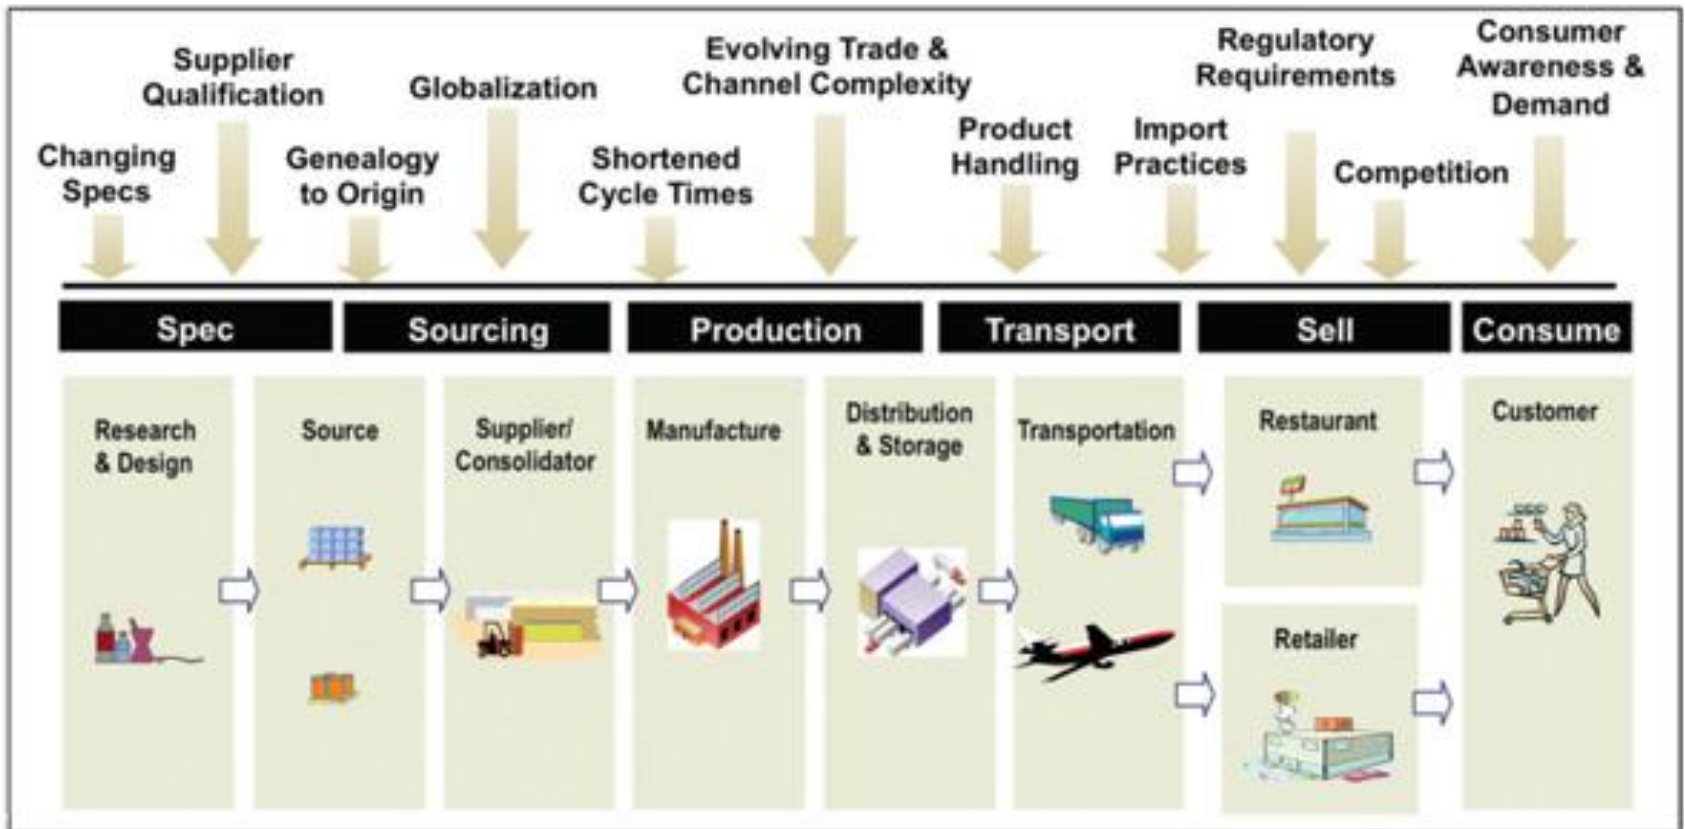 Supplier
Qualification
Globalization
Evolving Trade &
Channel Complexity
Regulatory
Requirements
Consumer
Awareness &
Demand
Changing
Specs
Genealogy
to Origin
Shortened
Cycle Times
Product
Handling
Import
Practices
Competition
Spec
Sourcing
Production
Transport
Sell
Consume
Research
& Design
Source
Supplier/
Consolidator
Manufacture
Distribution
& Storage
Transportation
Restaurant
Customer
Retailer